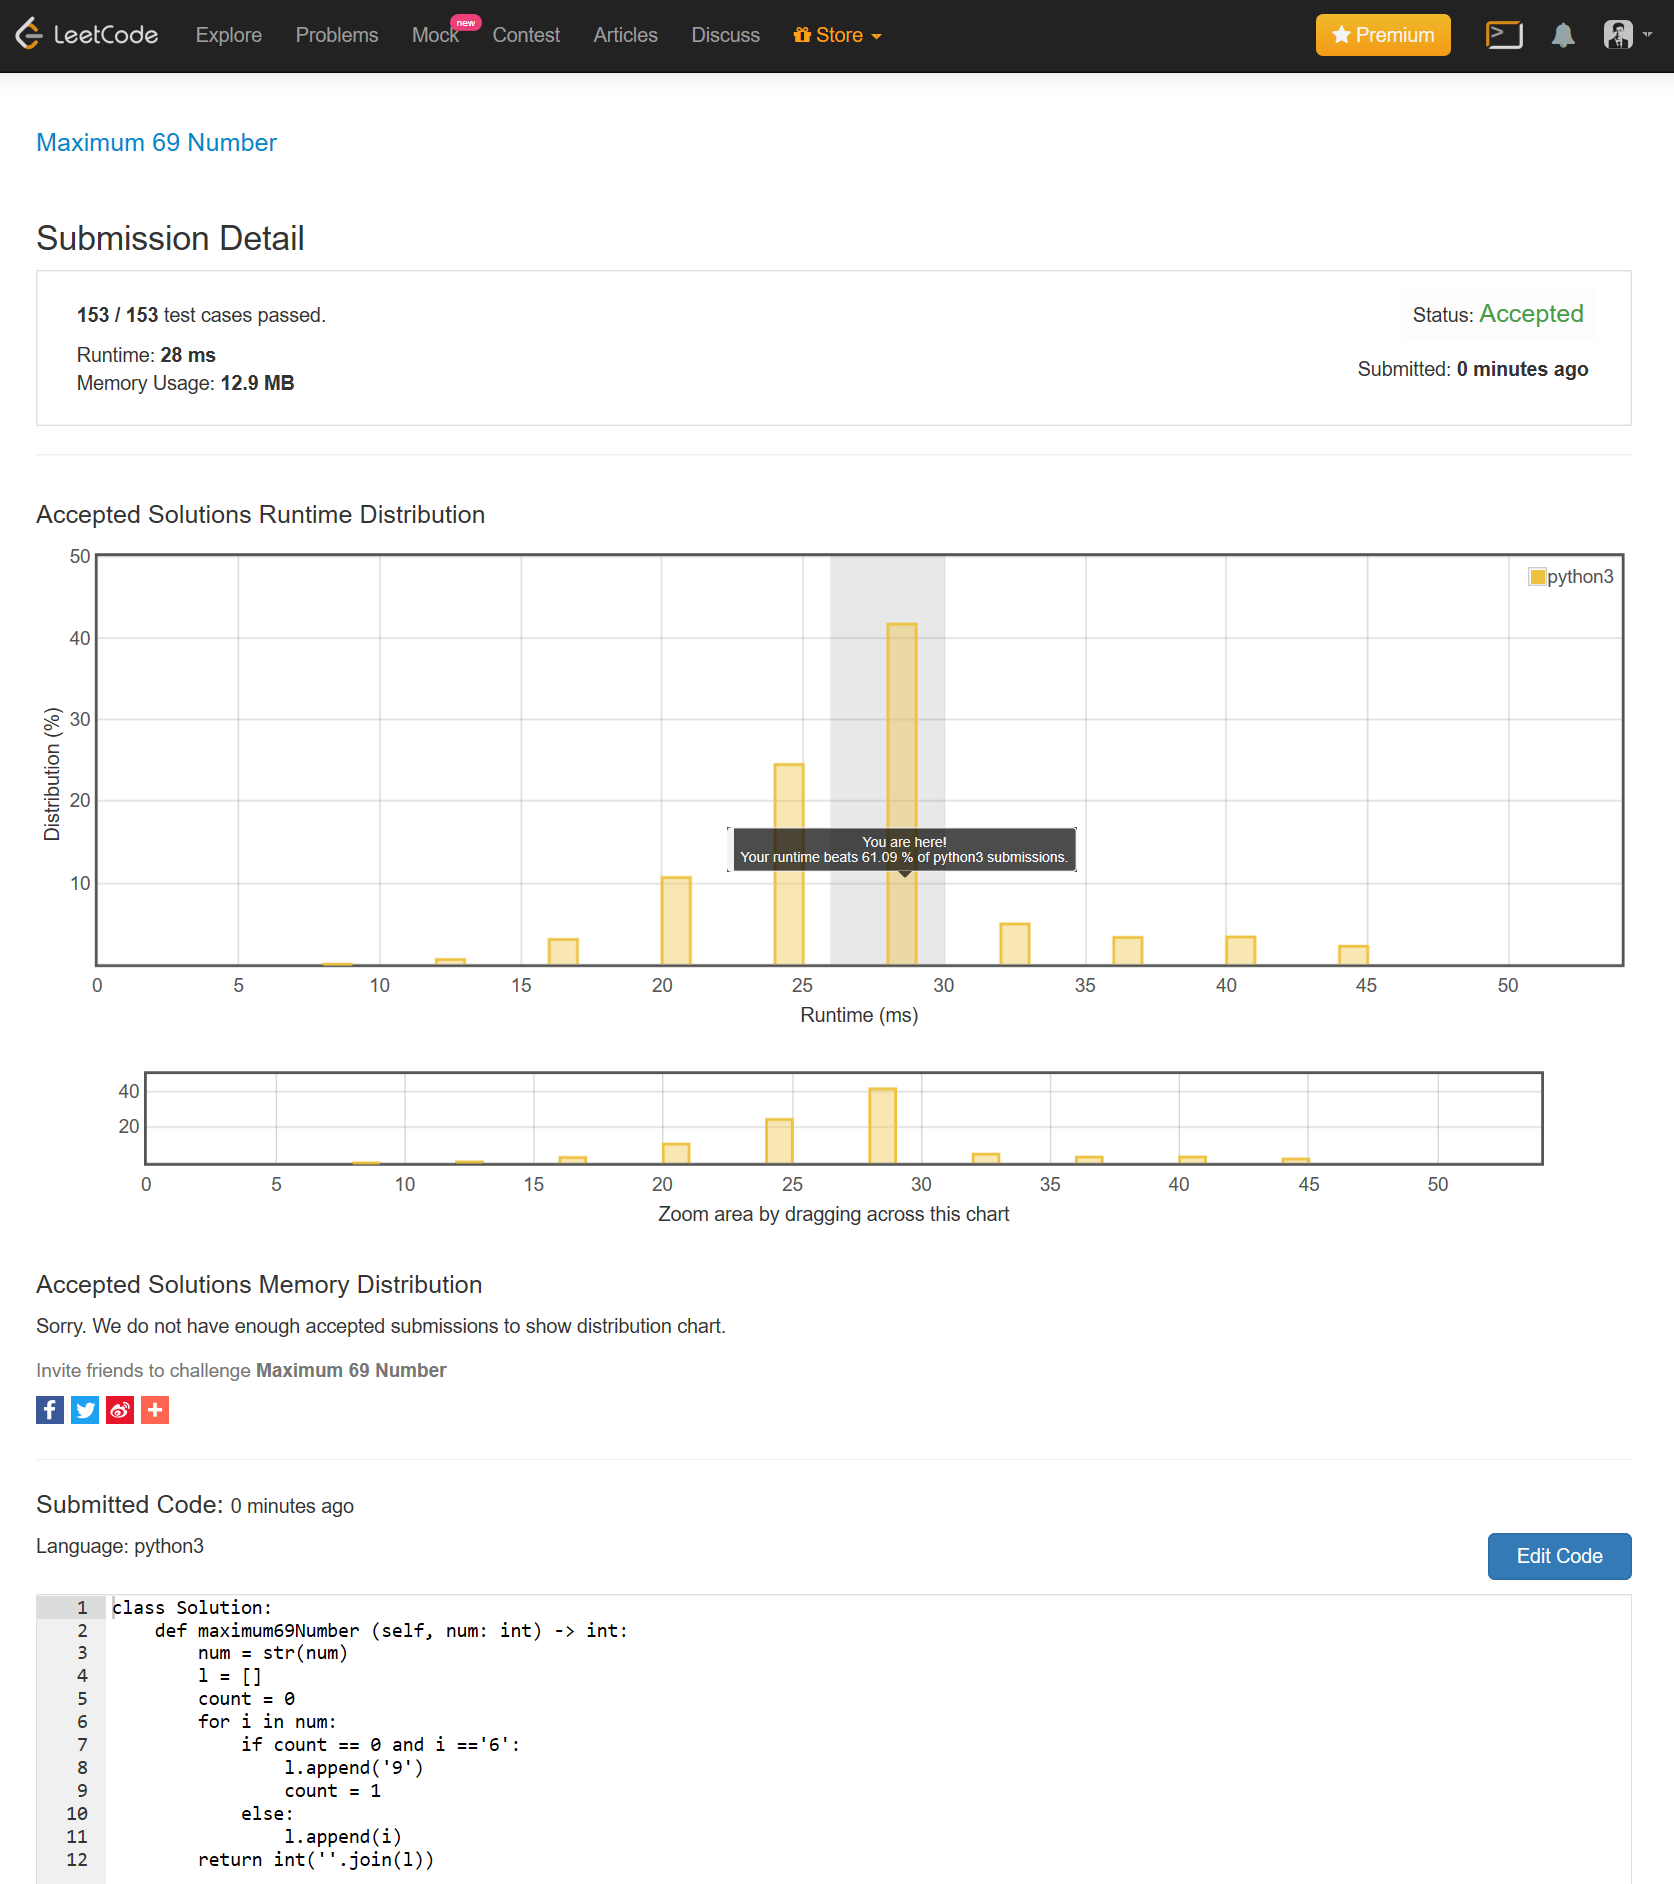 LeetCode Explore Problems Mock new Contest Articles Discuss Store Premium
Maximum 69 Number
Submission Detail
153 / 153 test cases passed.
Status: Accepted
Runtime: 28 ms
Submitted: 0 minutes ago
Memory Usage: 12.9 MB
Accepted Solutions Runtime Distribution
50
python3
40
30
20
10
Distribution (%)
You are here!
Your runtime beats 61.09 % of python3 submissions.
0 5 10 15 20 25 30 35 40 45 50
Runtime (ms)
40
20
0 5 10 15 20 25 30 35 40 45 50
Zoom area by dragging across this chart
Accepted Solutions Memory Distribution
Sorry. We do not have enough accepted submissions to show distribution chart.
Invite friends to challenge Maximum 69 Number
Submitted Code: 0 minutes ago
Language: python3
Edit Code
1 class Solution:
2     def maximum69Number (self, num: int) -> int:
3         num = str(num)
4         l = []
5         count = 0
6         for i in num:
7             if count == 0 and i =='6':
8                 l.append('9')
9                 count = 1
10             else:
11                 l.append(i)
12         return int(''.join(l))